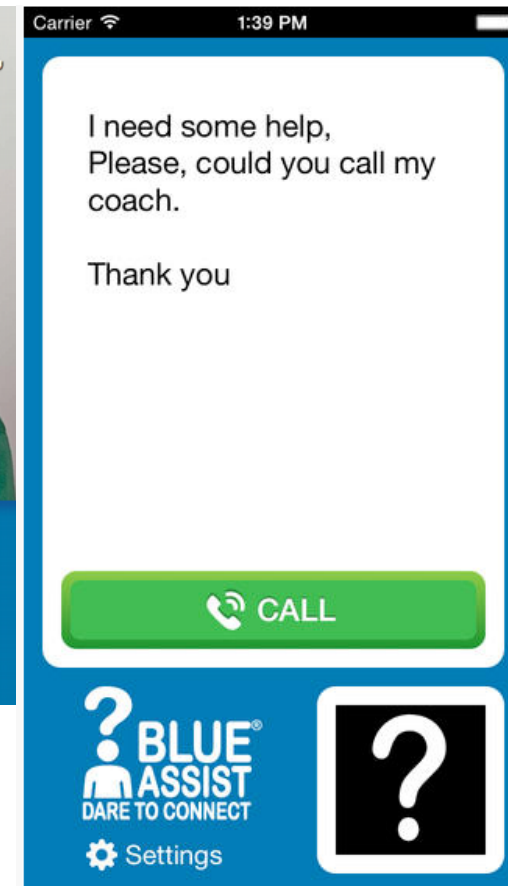 Carrier 1:39 PM
I need some help,
Please, could you call my
coach.
Thank you
CALL
? BLUE®
ASSIST
DARE TO CONNECT
Settings
?